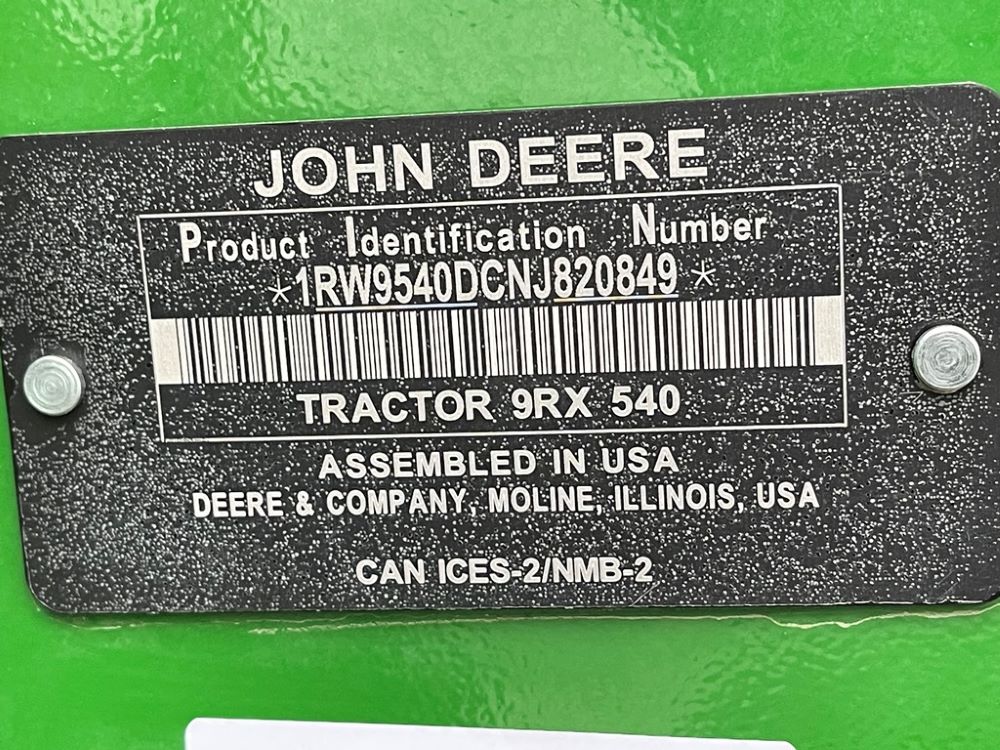 JOHN DEERE
Product Identification Number
*1RW9540DCNJ820849*
TRACTOR 9RX 540
ASSEMBLED IN USA
DEERE & COMPANY, MOLINE, ILLINOIS, USA
CAN ICES-2/NMB-2